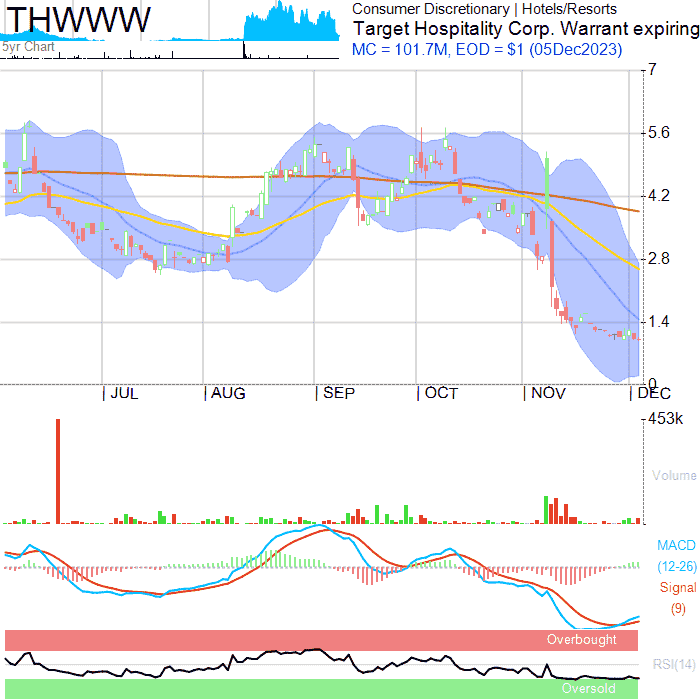 THWWW
5yr Chart
Consumer Discretionary | Hotels/Resorts
Target Hospitality Corp. Warrant expiring
MC = 101.7M, EOD = $1 (05Dec2023)
7
5.6
4.2
2.8
1.4
0
| JUL | AUG | SEP | OCT | NOV | DEC
453k
Volume
MACD
(12-26)
Signal
(9)
Overbought
RSI(14)
Oversold